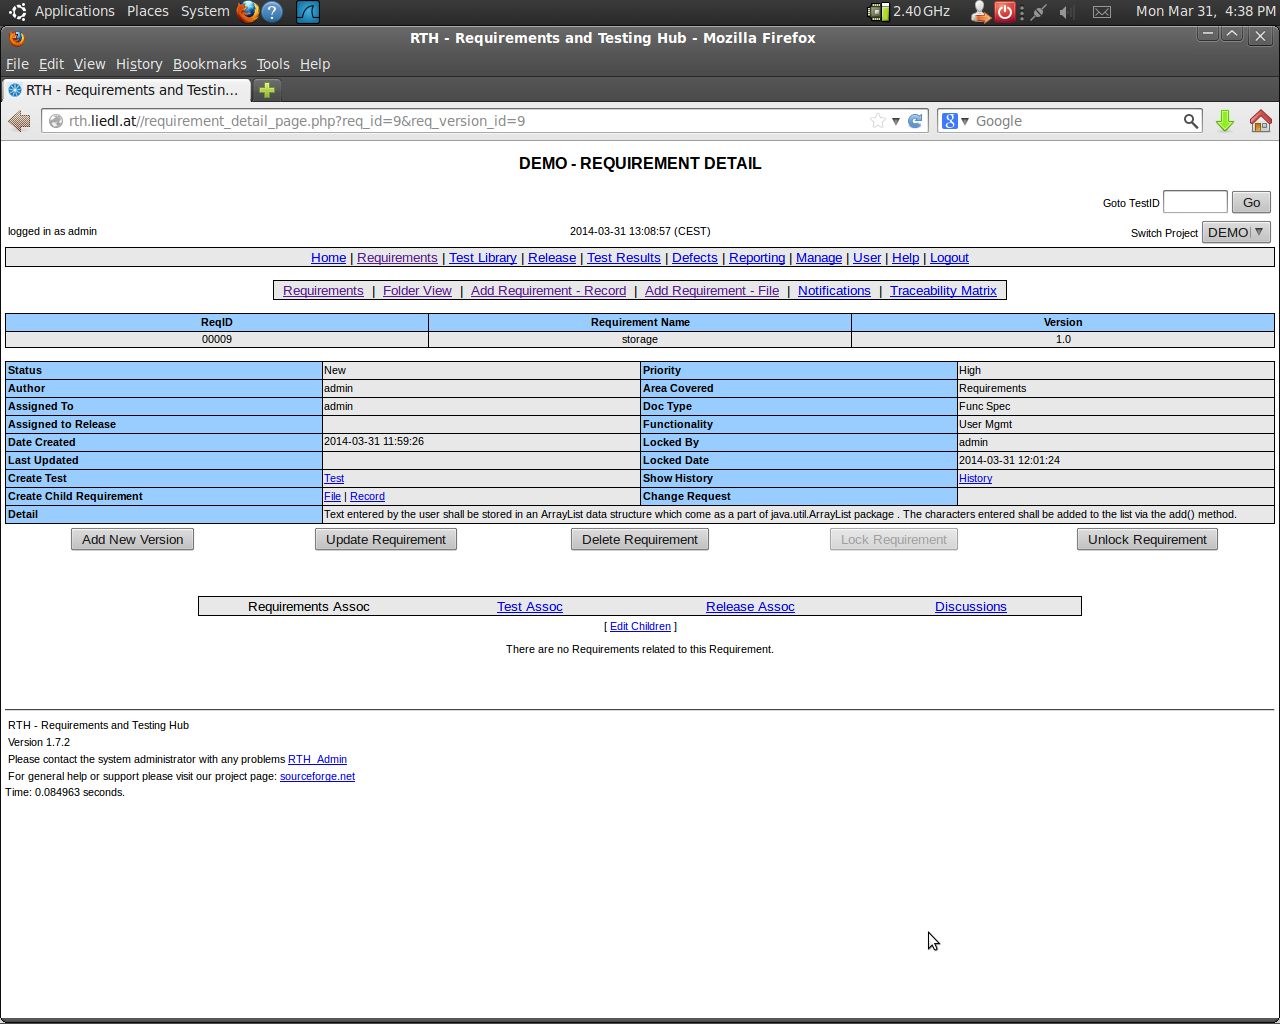 Applications Places System 2.40 GHz Mon Mar 31, 4:38 PM
RTH - Requirements and Testing Hub - Mozilla Firefox
File Edit View History Bookmarks Tools Help
RTH - Requirements and Testin...
rth.liedl.at//requirement_detail_page.php?req_id=9&req_version_id=9 Google
DEMO - REQUIREMENT DETAIL
Goto TestID Go
logged in as admin 2014-03-31 13:08:57 (CEST) Switch Project DEMO
Home | Requirements | Test Library | Release | Test Results | Defects | Reporting | Manage | User | Help | Logout
Requirements | Folder View | Add Requirement - Record | Add Requirement - File | Notifications | Traceability Matrix
ReqID Requirement Name Version
00009 storage 1.0
Status New Priority High
Author admin Area Covered Requirements
Assigned To admin Doc Type Func Spec
Assigned to Release Functionality User Mgmt
Date Created 2014-03-31 11:59:26 Locked By admin
Last Updated Locked Date 2014-03-31 12:01:24
Create Test Test Show History History
Create Child Requirement File | Record Change Request
Detail Text entered by the user shall be stored in an ArrayList data structure which come as a part of java.util.ArrayList package . The characters entered shall be added to the list via the add() method.
Add New Version Update Requirement Delete Requirement Lock Requirement Unlock Requirement
Requirements Assoc Test Assoc Release Assoc Discussions
[ Edit Children ]
There are no Requirements related to this Requirement.
RTH - Requirements and Testing Hub
Version 1.7.2
Please contact the system administrator with any problems RTH_Admin
For general help or support please visit our project page: sourceforge.net
Time: 0.084963 seconds.